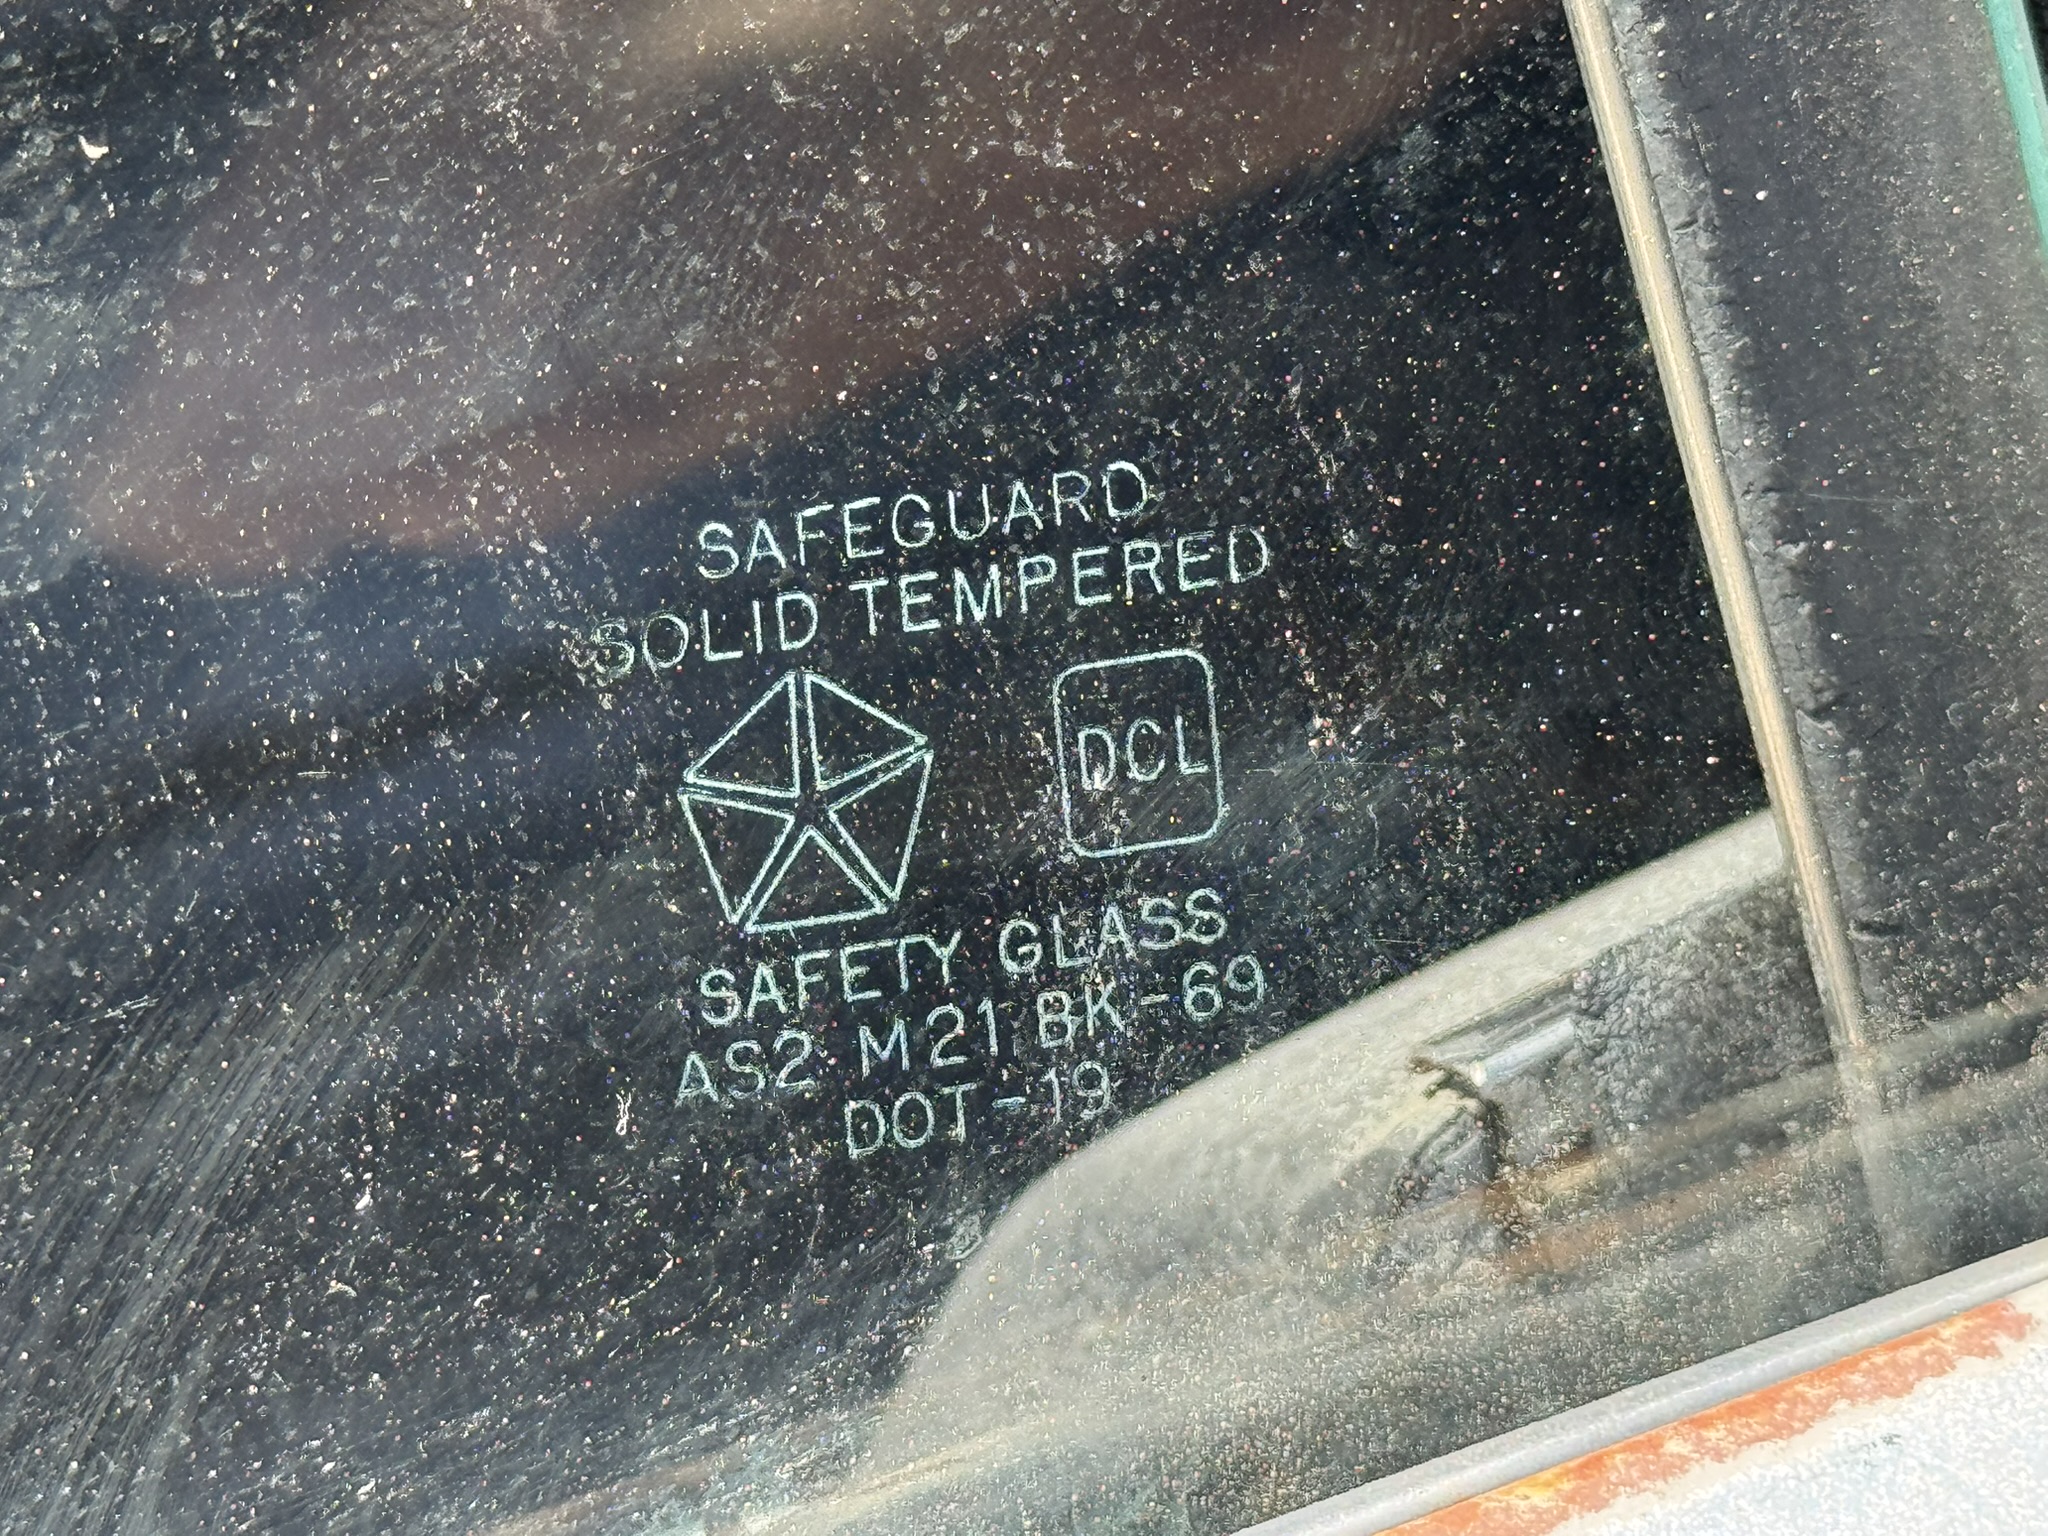 SAFEGUARD
SOLID TEMPERED
DCL
SAFETY GLASS
AS2 M21 BK-69
DOT-19